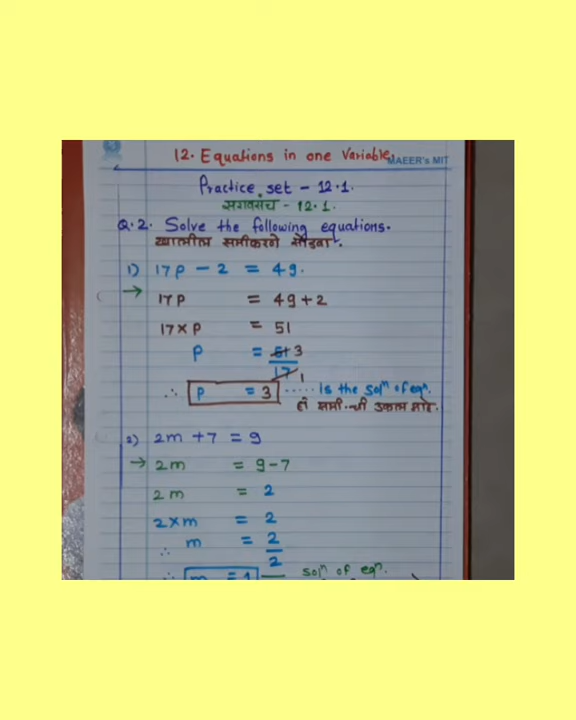 MAEER's MIT
12. Equations in one Variable.
Practice set - 12.1.
सरावसंच - 12.1.
Q.2. Solve the following equations.
खालील समीकरणे सोडवा.
1) 17p - 2 = 49.
→ 17p = 49+2
17×p = 51
p = 51 3
17 1
∴ p = 3 ..... is the solⁿ of eqⁿ.
ही समी.ची उकल आहे.
2) 2m + 7 = 9
→ 2m = 9-7
2m = 2
2×m = 2
∴ m = 2
2
∴ m = 1 — solⁿ of eqⁿ.